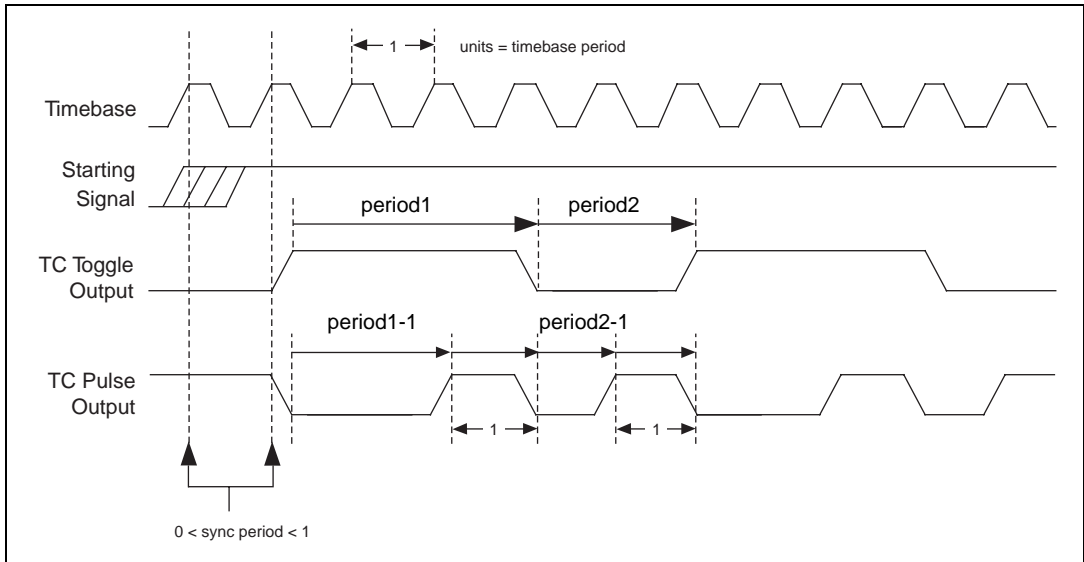 1
units = timebase period
Timebase
Starting
Signal
period1
period2
TC Toggle
Output
period1-1
period2-1
TC Pulse
Output
1
1
0 < sync period < 1